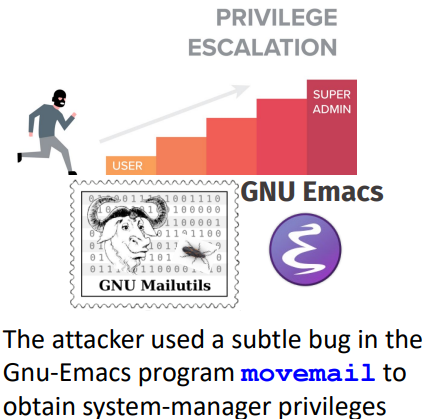 PRIVILEGE
ESCALATION
SUPER
ADMIN
USER
GNU Emacs
GNU Mailutils
The attacker used a subtle bug in the
Gnu-Emacs program movemail to
obtain system-manager privileges